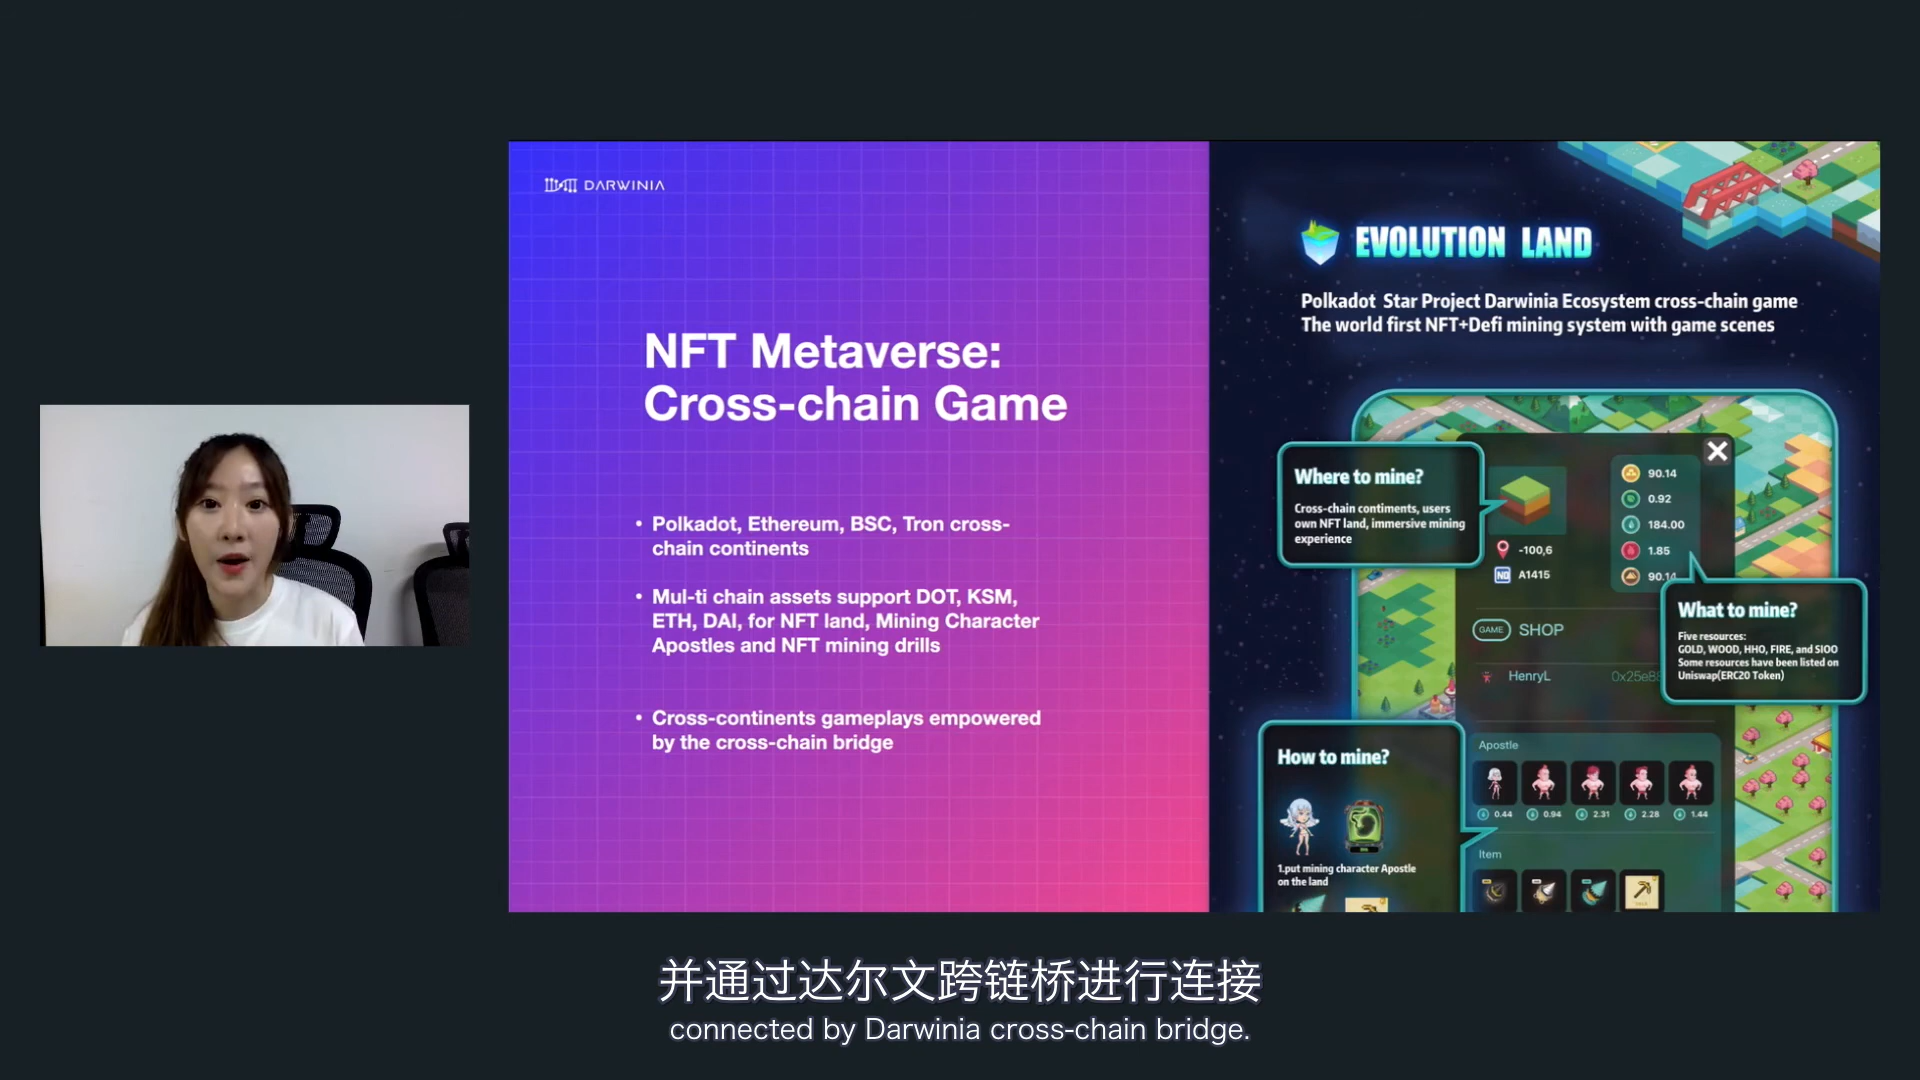 DARWINIA
NFT Metaverse:
Cross-chain Game
• Polkadot, Ethereum, BSC, Tron cross-
chain continents
• Mul-ti chain assets support DOT, KSM,
ETH, DAI, for NFT land, Mining Character
Apostles and NFT mining drills
• Cross-continents gameplays empowered
by the cross-chain bridge
EVOLUTION LAND
Polkadot Star Project Darwinia Ecosystem cross-chain game
The world first NFT+Defi mining system with game scenes
Where to mine?
Cross-chain contiments, users
own NFT land, immersive mining
experience
-100,6
NO A1415
90.14
0.92
184.00
1.85
90.14
What to mine?
Five resources:
GOLD, WOOD, HHO, FIRE, and SIOO
Some resources have been listed on
Uniswap(ERC20 Token)
GAME SHOP
HenryL 0x25eB8
How to mine?
1.put mining character Apostle
on the land
Apostle
0.44 0.94 2.31 2.28 1.44
Item
并通过达尔文跨链桥进行连接
connected by Darwinia cross-chain bridge.